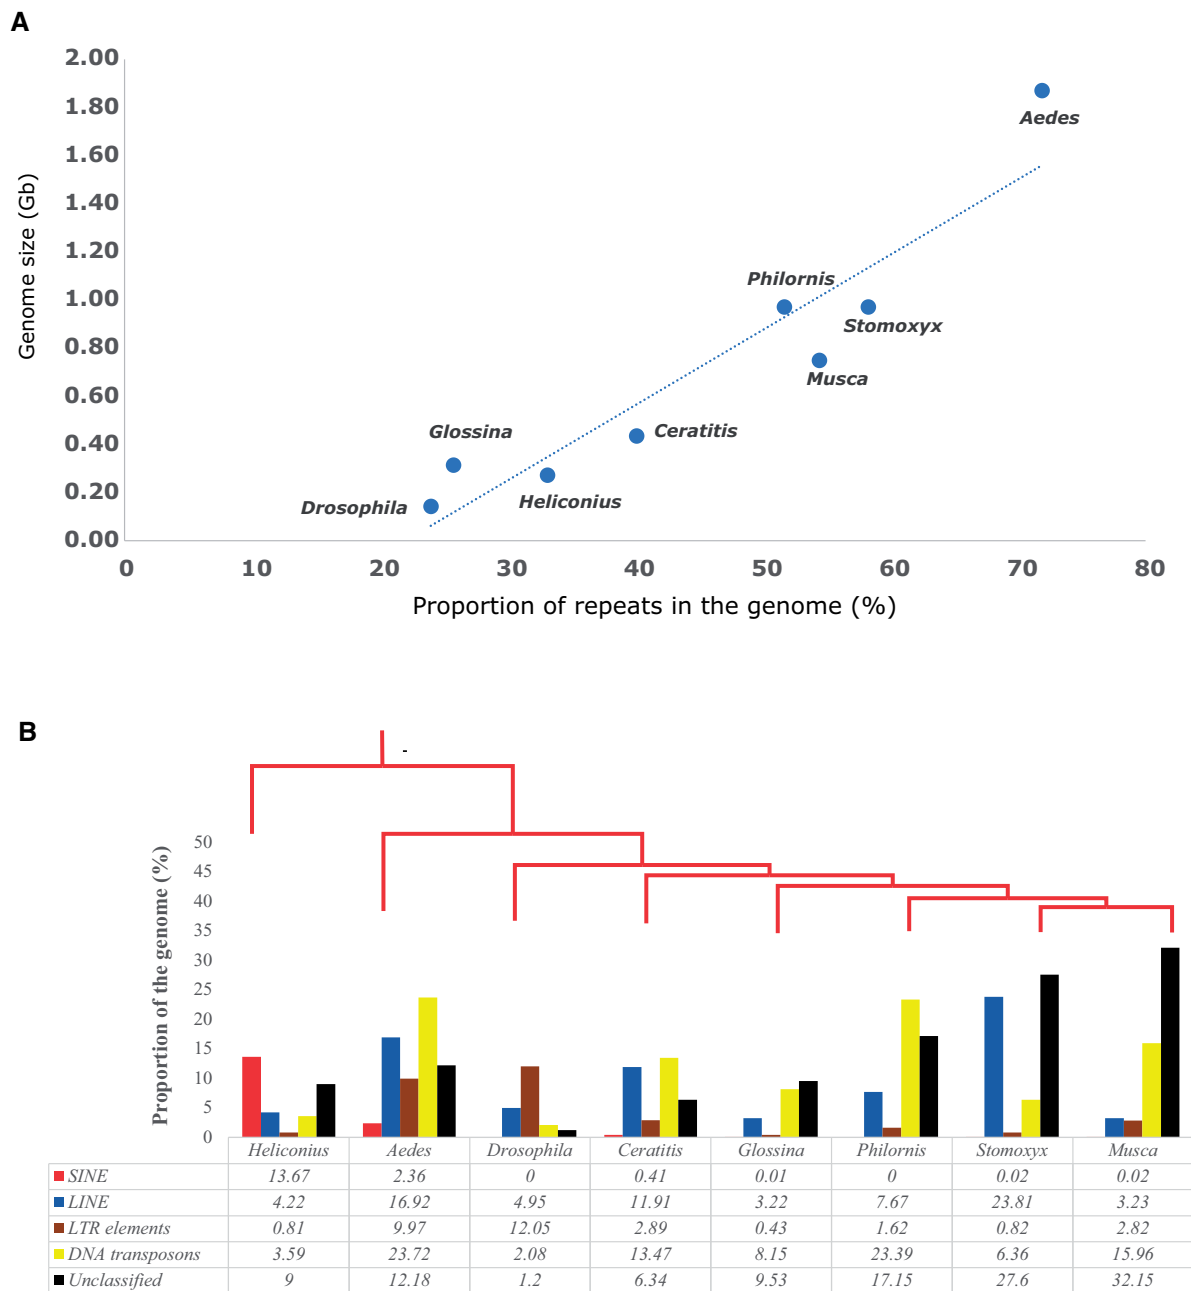 A
2.00
1.80
1.60
1.40
1.20
1.00
0.80
0.60
0.40
0.20
0.00
Genome size (Gb)
Aedes
Philornis
Stomoxyx
Musca
Glossina
Ceratitis
Heliconius
Drosophila
0 10 20 30 40 50 60 70 80
Proportion of repeats in the genome (%)
B
-
Proportion of the genome (%)
50
45
40
35
30
25
20
15
10
5
0
Heliconius Aedes Drosophila Ceratitis Glossina Philornis Stomoxyx Musca
SINE 13.67 2.36 0 0.41 0.01 0 0.02 0.02
LINE 4.22 16.92 4.95 11.91 3.22 7.67 23.81 3.23
LTR elements 0.81 9.97 12.05 2.89 0.43 1.62 0.82 2.82
DNA transposons 3.59 23.72 2.08 13.47 8.15 23.39 6.36 15.96
Unclassified 9 12.18 1.2 6.34 9.53 17.15 27.6 32.15